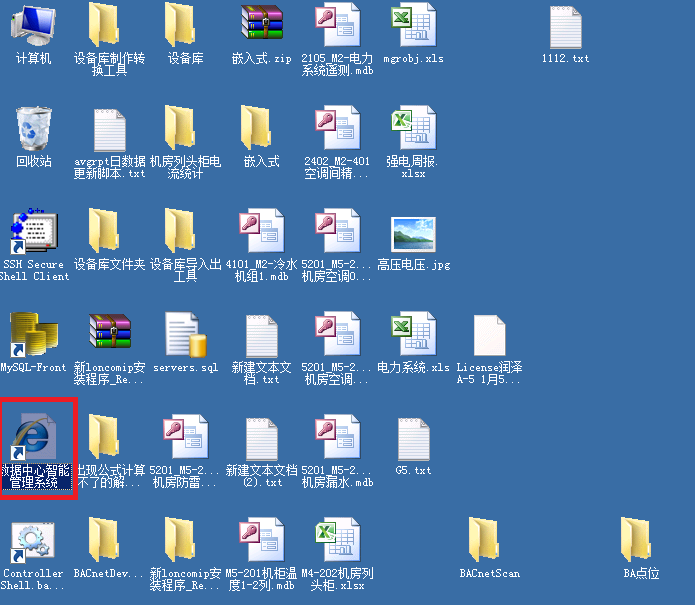 计算机
设备库制作转
换工具
设备库
嵌入式.zip
2105_M2-电力
系统遥测.mdb
mgrobj.xls
1112.txt
回收站
avgrpt日数据
更新脚本.txt
机房列头柜电
流统计
嵌入式
2402_M2-401
空调间精...
强电周报.
xlsx
SSH Secure
Shell Client
设备库文件夹
设备库导入出
工具
4101_M2-冷水
机组1.mdb
5201_M5-2...
机房空调0...
高压电压.jpg
MySQL-Front
新loncomip安
装程序_Re...
servers.sql
新建文本文
档.txt
5201_M5-2...
机房空调...
电力系统.xls
License润泽
A-5 1月5...
数据中心智能
管理系统
出现公式计算
不了的解...
5201_M5-2...
机房防雷...
新建文本文档
(2).txt
5201_M5-2...
机房漏水.mdb
G5.txt
Controller
Shell.ba...
BACnetDev...
新loncomip安
装程序_Re...
M5-201机柜温
度1-2列.mdb
M4-202机房列
头柜.xlsx
BACnetScan
BA点位